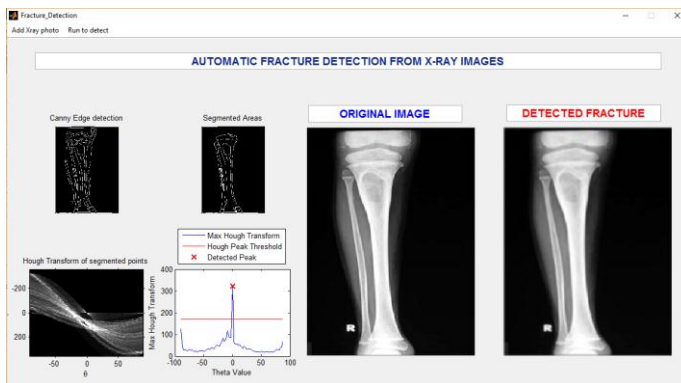 Fracture_Detection
Add Xray photo Run to detect
AUTOMATIC FRACTURE DETECTION FROM X-RAY IMAGES
Canny Edge detection
Segmented Areas
ORIGINAL IMAGE
DETECTED FRACTURE
Max Hough Transform
Hough Peak Threshold
Detected Peak
Hough Transform of segmented points
-200
0
200
-50 0 50
θ
Max Hough Transform
400
300
200
100
0
-100 -50 0 50 100
Theta Value
R
R